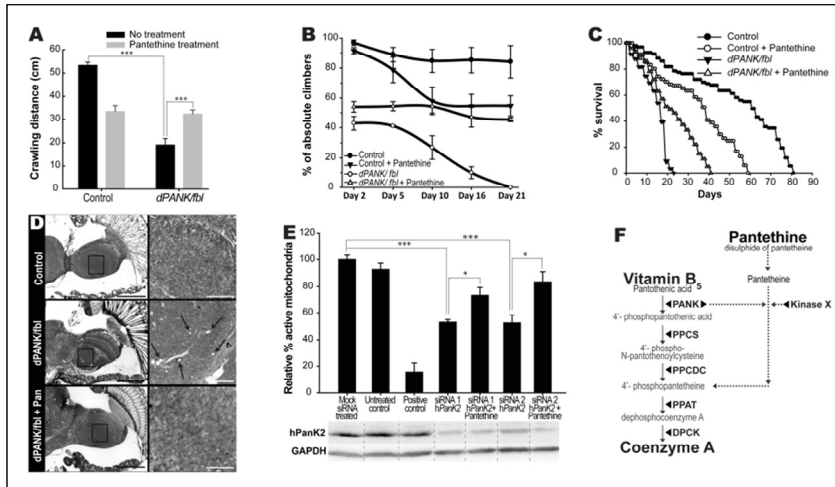 A
No treatment
Pantethine treatment
Crawling distance (cm)
70
60
50
40
30
20
10
0
***
***
Control
dPANK/fbl
B
% of absolute climbers
100
80
60
40
20
0
Control
Control + Pantethine
dPANK/ fbl
dPANK/ fbl + Pantethine
Day 2
Day 5
Day 10
Day 16
Day 21
C
Control
Control + Pantethine
dPANK/fbl
dPANK/fbl + Pantethine
% survival
100
80
60
40
20
0
0 10 20 30 40 50 60 70 80 90
Days
D
Control
dPANK/fbl
dPANK/fbl + Pan
E
Relative % active mitochondria
120
100
80
60
40
20
0
***
***
*
*
Mock siRNA treated
Untreated control
Positive control
siRNA 1 hPanK2
siRNA 1 hPanK2+ Pantethine
siRNA 2 hPanK2
siRNA 2 hPanK2+ Pantethine
hPanK2
GAPDH
F
Pantethine
disulphide of pantetheine
Vitamin B5
Pantothenic acid
Pantetheine
PANK
Kinase X
4'- phosphopantothenic acid
PPCS
4'- phospho-
N-pantothenoylcysteine
PPCDC
4'- phosphopantetheine
PPAT
dephosphocoenzyme A
DPCK
Coenzyme A